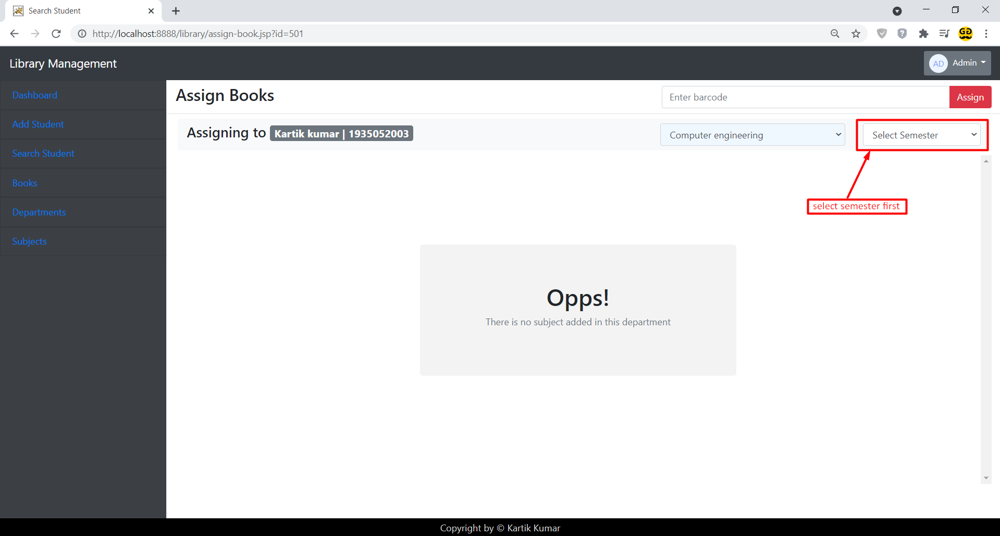 Search Student
http://localhost:8888/library/assign-book.jsp?id=501
Library Management
AD Admin
Dashboard
Add Student
Search Student
Books
Departments
Subjects
Assign Books
Enter barcode
Assign
Assigning to Kartik kumar | 1935052003
Computer engineering
Select Semester
select semester first
Opps!
There is no subject added in this department
Copyright by © Kartik Kumar